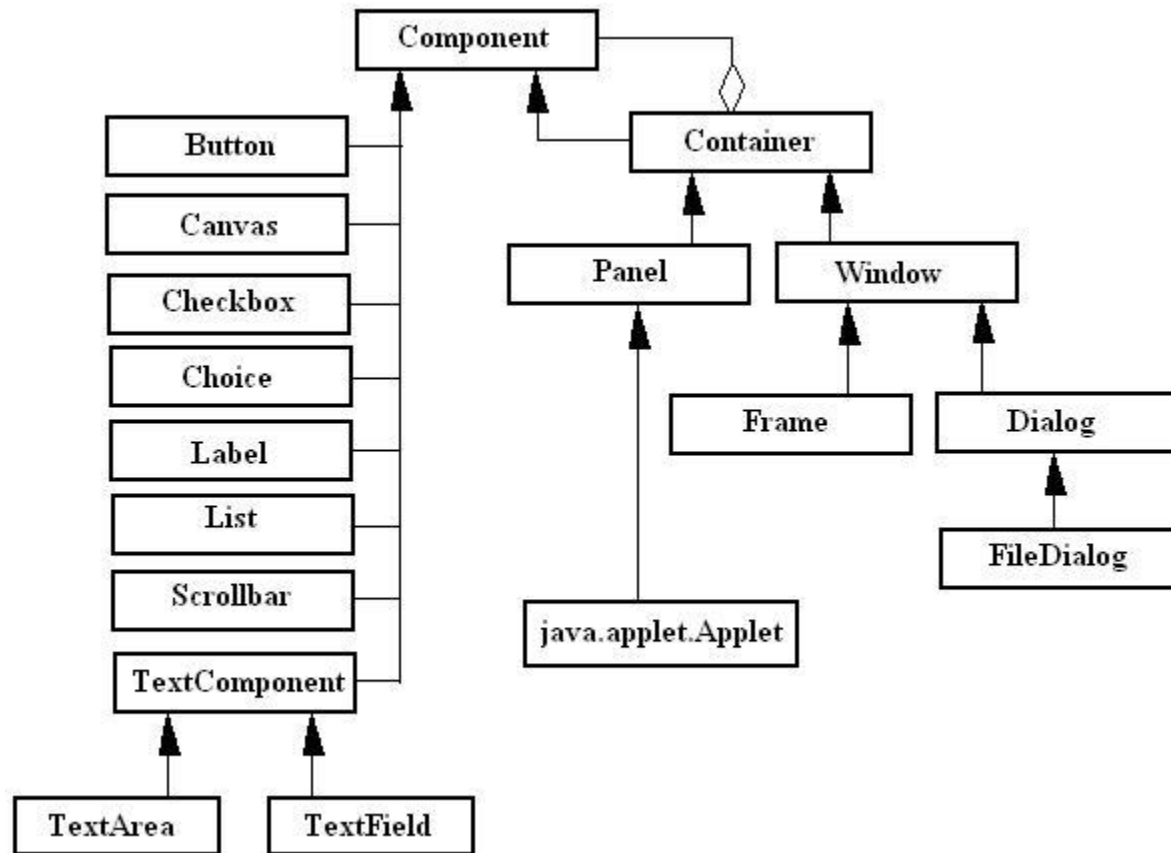 Component
Button
Container
Canvas
Panel
Window
Checkbox
Choice
Frame
Dialog
Label
List
FileDialog
Scrollbar
java.applet.Applet
TextComponent
TextArea
TextField